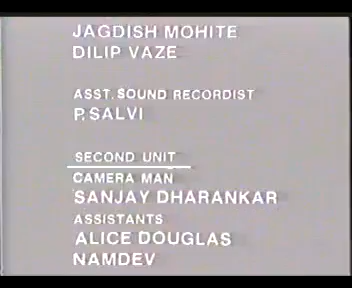 JAGDISH MOHITE
DILIP VAZE
ASST. SOUND RECORDIST
P. SALVI
SECOND UNIT
CAMERA MAN
SANJAY DHARANKAR
ASSISTANTS
ALICE DOUGLAS
NAMDEV